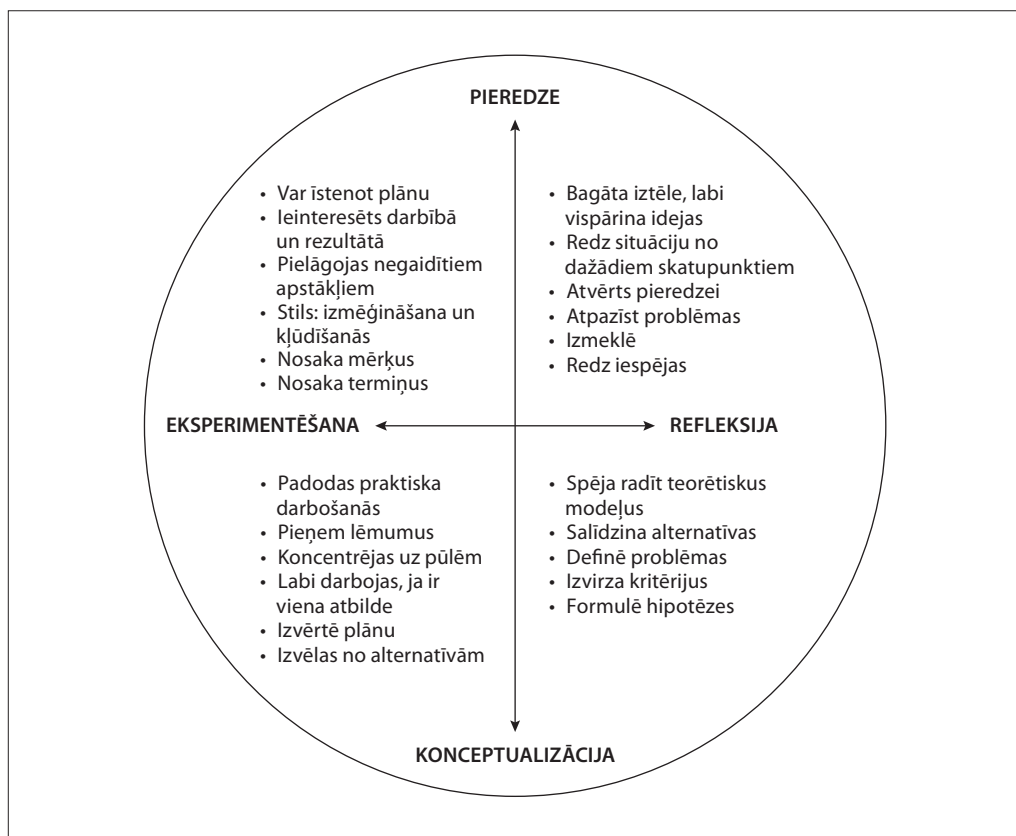 PIEREDZE
• Var īstenot plānu
• Ieinteresēts darbībā
un rezultātā
• Pielāgojas negaidītiem
apstākļiem
• Stils: izmēģināšana un
kļūdīšanās
• Nosaka mērķus
• Nosaka termiņus
• Bagāta iztēle, labi
vispārina idejas
• Redz situāciju no
dažādiem skatupunktiem
• Atvērts pieredzei
• Atpazīst problēmas
• Izmeklē
• Redz iespējas
EKSPERIMENTĒŠANA
REFLEKSIJA
• Padodas praktiska
darbošanās
• Pieņem lēmumus
• Koncentrējas uz pūlēm
• Labi darbojas, ja ir
viena atbilde
• Izvērtē plānu
• Izvēlas no alternatīvām
• Spēja radīt teorētiskus
modeļus
• Salīdzina alternatīvas
• Definē problēmas
• Izvirza kritērijus
• Formulē hipotēzes
KONCEPTUALIZĀCIJA